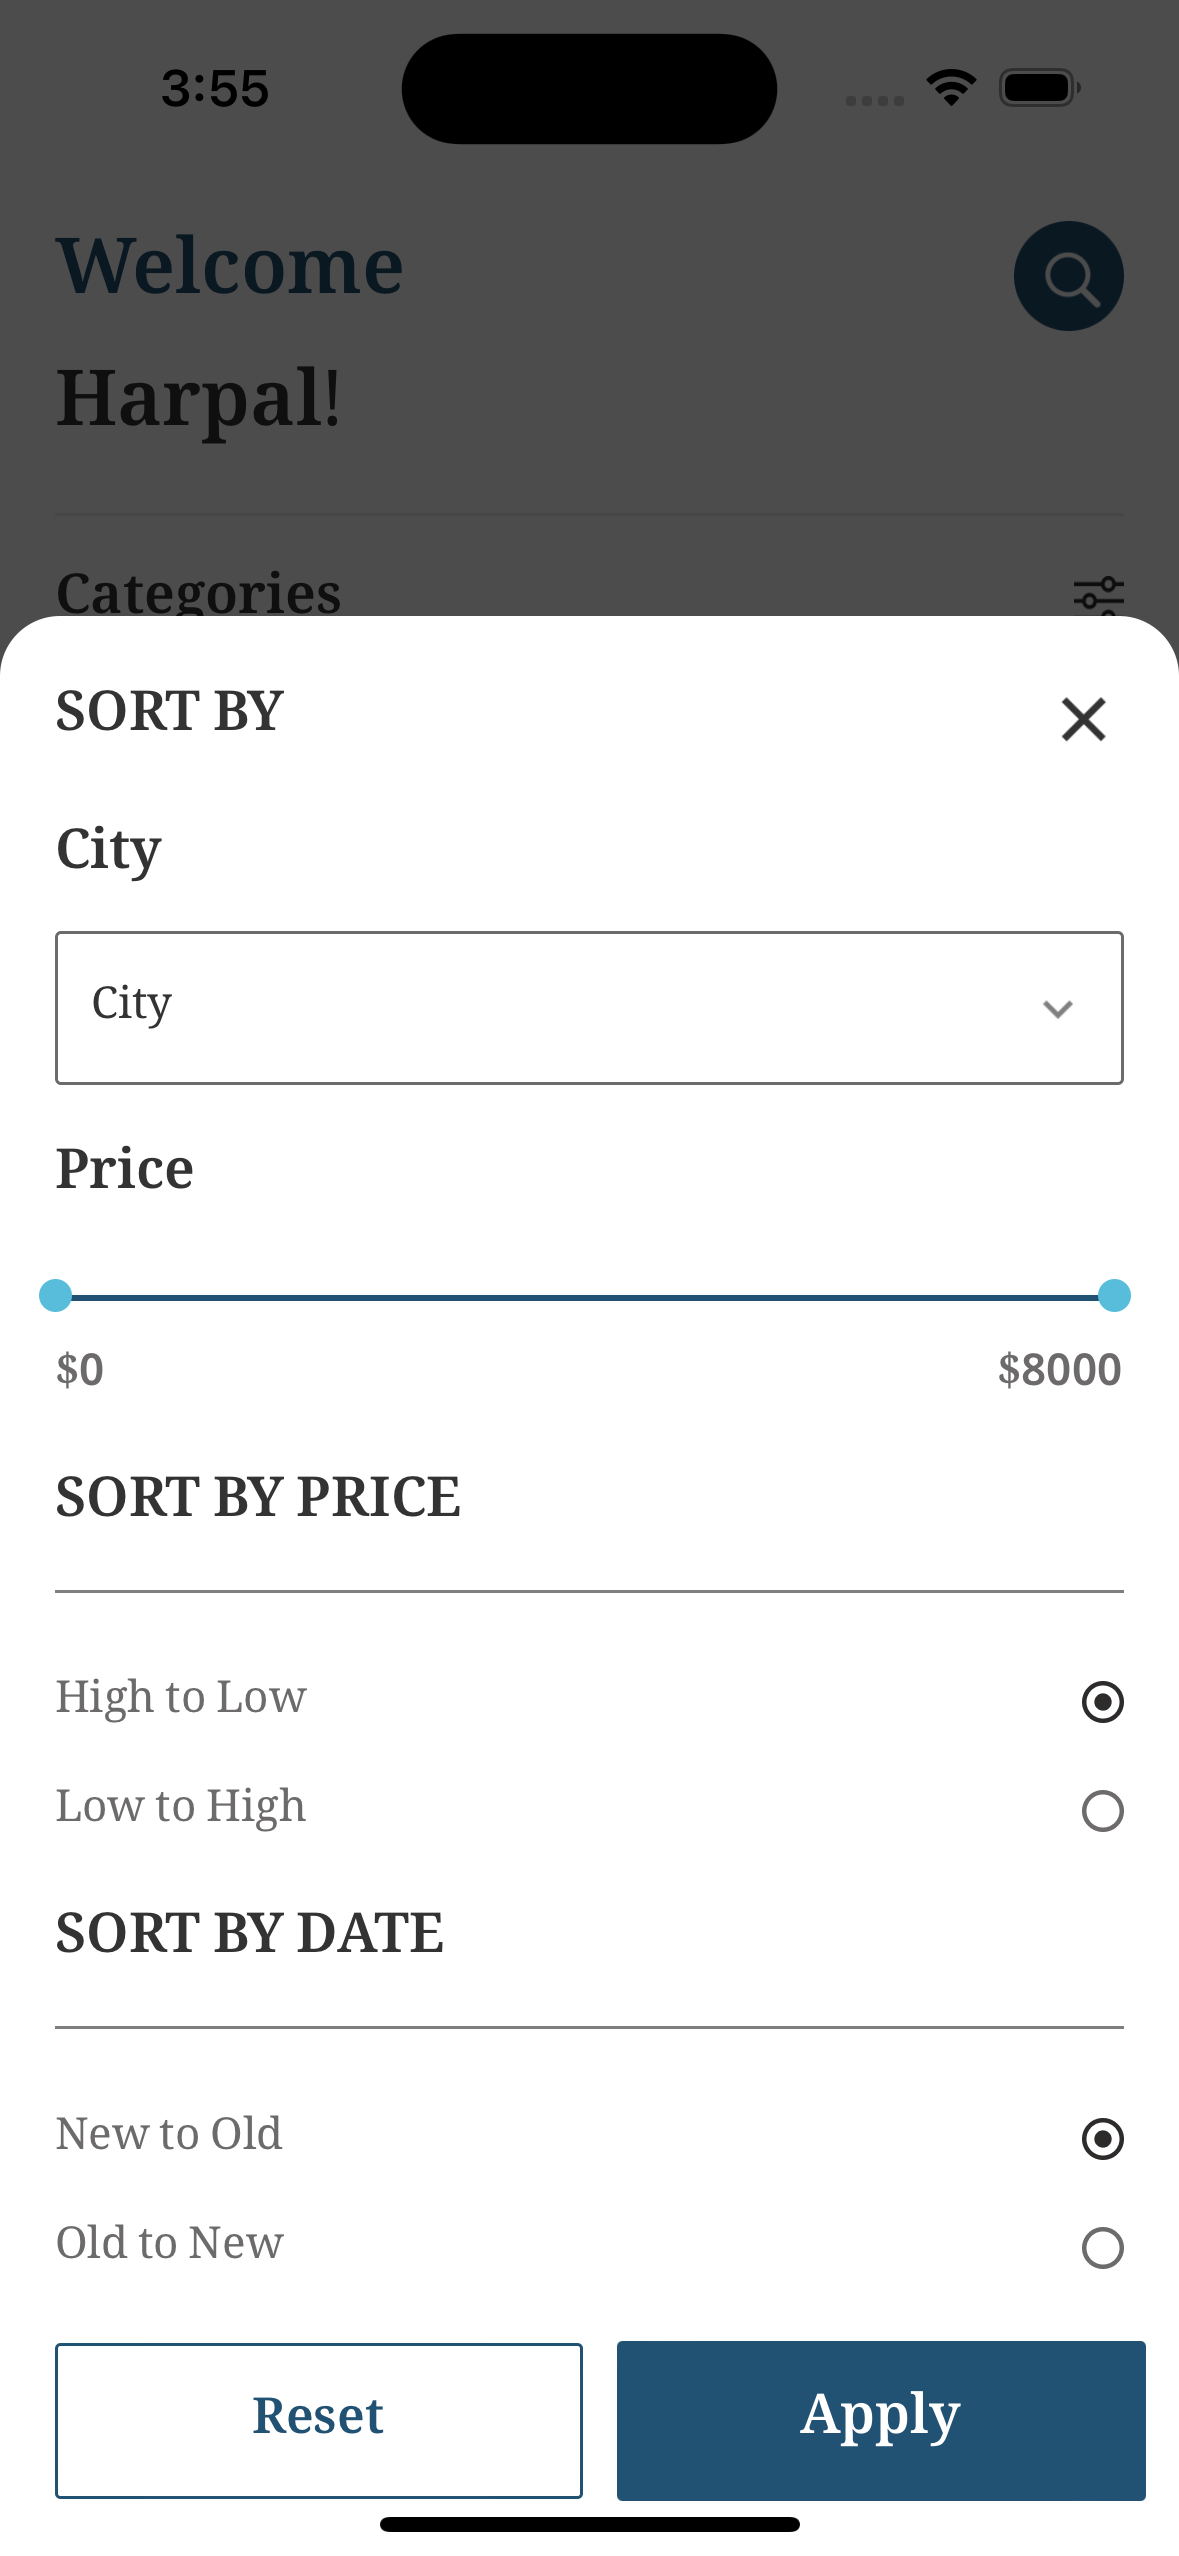 3:55
Welcome
Harpal!
Categories
SORT BY
City
City
Price
$0
$8000
SORT BY PRICE
High to Low
Low to High
SORT BY DATE
New to Old
Old to New
Reset
Apply